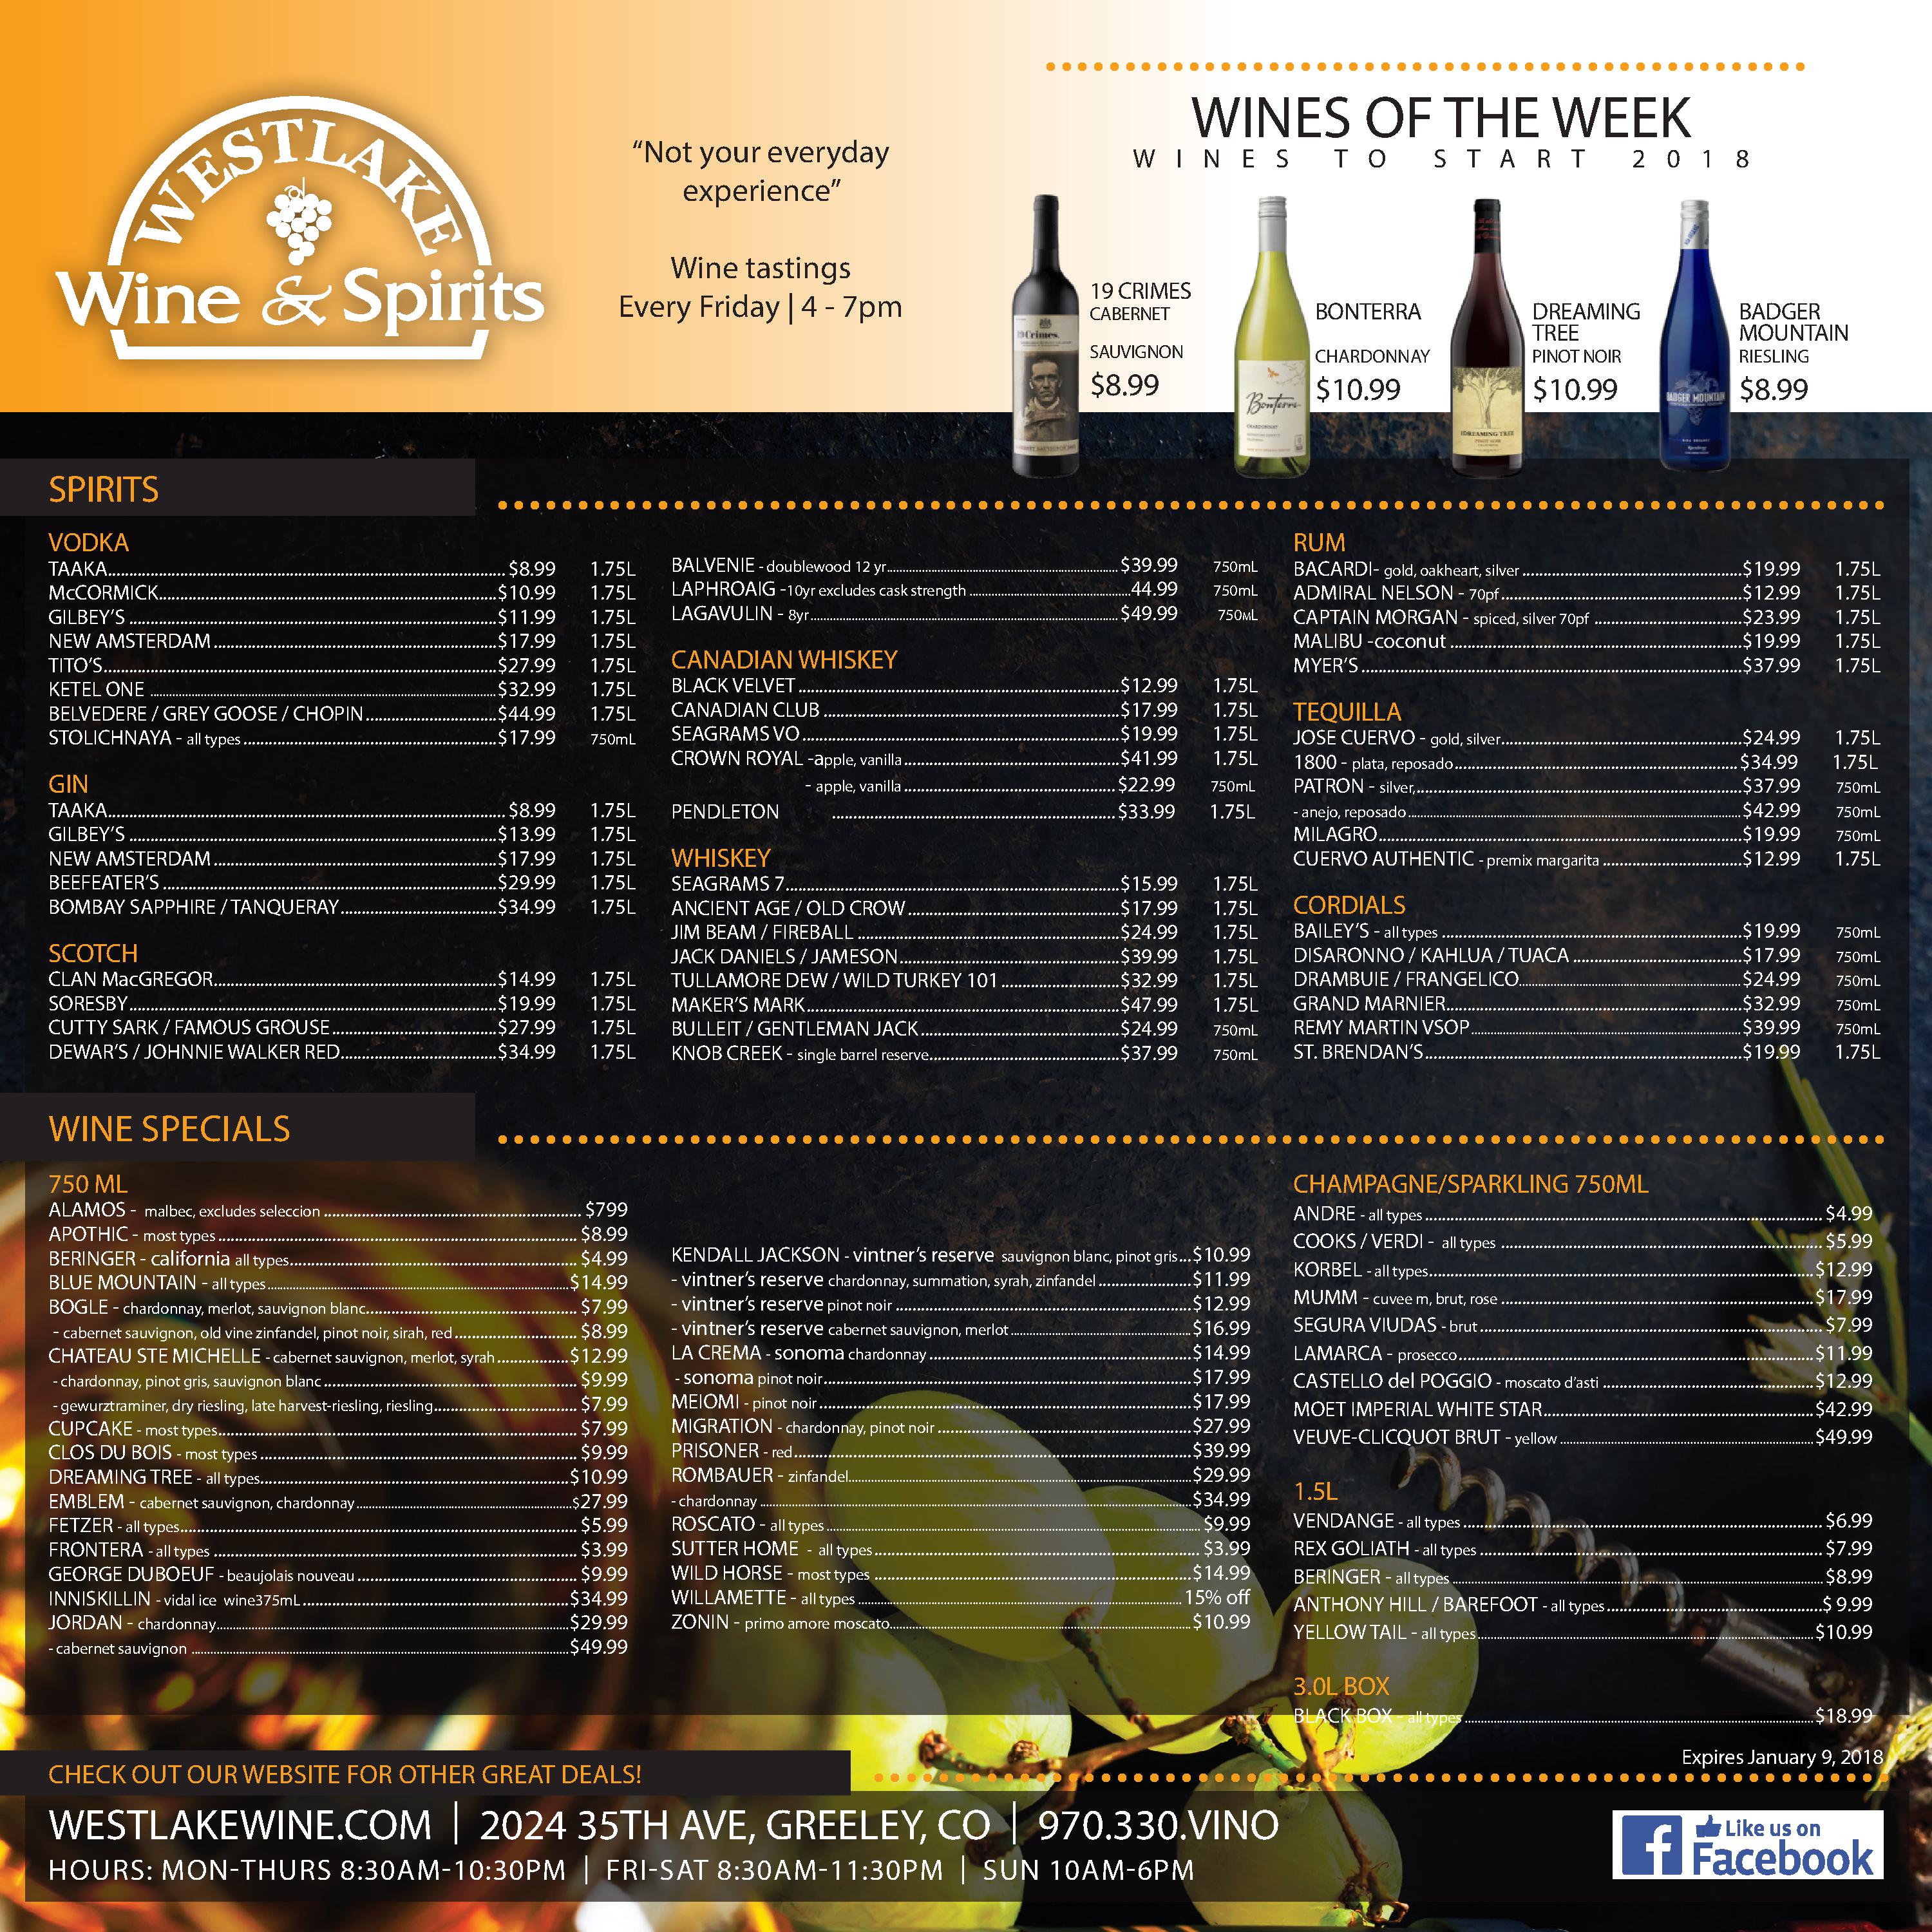 WESTLAKE
Wine & Spirits
“Not your everyday
experience”
Wine tastings
Every Friday | 4 - 7pm
WINES OF THE WEEK
WINES TO START 2018
19 Crimes.
19 CRIMES
CABERNET
SAUVIGNON
$8.99
Bonterra
CHARDONNAY
BONTERRA
CHARDONNAY
$10.99
DREAMING TREE
PINOT NOIR
DREAMING
TREE
PINOT NOIR
$10.99
BADGER MOUNTAIN
BADGER
MOUNTAIN
RIESLING
$8.99
SPIRITS
VODKA
TAAKA $8.99 1.75L
McCORMICK $10.99 1.75L
GILBEY’S $11.99 1.75L
NEW AMSTERDAM $17.99 1.75L
TITO’S $27.99 1.75L
KETEL ONE $32.99 1.75L
BELVEDERE / GREY GOOSE / CHOPIN $44.99 1.75L
STOLICHNAYA - all types $17.99 750mL
GIN
TAAKA $8.99 1.75L
GILBEY’S $13.99 1.75L
NEW AMSTERDAM $17.99 1.75L
BEEFEATER’S $29.99 1.75L
BOMBAY SAPPHIRE / TANQUERAY $34.99 1.75L
SCOTCH
CLAN MacGREGOR $14.99 1.75L
SORESBY $19.99 1.75L
CUTTY SARK / FAMOUS GROUSE $27.99 1.75L
DEWAR’S / JOHNNIE WALKER RED $34.99 1.75L
BALVENIE - doublewood 12 yr $39.99 750mL
LAPHROAIG -10yr excludes cask strength 44.99 750mL
LAGAVULIN - 8yr $49.99 750ML
CANADIAN WHISKEY
BLACK VELVET $12.99 1.75L
CANADIAN CLUB $17.99 1.75L
SEAGRAMS VO $19.99 1.75L
CROWN ROYAL -apple, vanilla $41.99 1.75L
- apple, vanilla $22.99 750mL
PENDLETON $33.99 1.75L
WHISKEY
SEAGRAMS 7 $15.99 1.75L
ANCIENT AGE / OLD CROW $17.99 1.75L
JIM BEAM / FIREBALL $24.99 1.75L
JACK DANIELS / JAMESON $39.99 1.75L
TULLAMORE DEW / WILD TURKEY 101 $32.99 1.75L
MAKER’S MARK $47.99 1.75L
BULLEIT / GENTLEMAN JACK $24.99 750mL
KNOB CREEK - single barrel reserve $37.99 750mL
RUM
BACARDI- gold, oakheart, silver $19.99 1.75L
ADMIRAL NELSON - 70pf $12.99 1.75L
CAPTAIN MORGAN - spiced, silver 70pf $23.99 1.75L
MALIBU -coconut $19.99 1.75L
MYER’S $37.99 1.75L
TEQUILLA
JOSE CUERVO - gold, silver $24.99 1.75L
1800 - plata, reposado $34.99 1.75L
PATRON - silver, $37.99 750mL
- anejo, reposado $42.99 750mL
MILAGRO $19.99 750mL
CUERVO AUTHENTIC - premix margarita $12.99 1.75L
CORDIALS
BAILEY’S - all types $19.99 750mL
DISARONNO / KAHLUA / TUACA $17.99 750mL
DRAMBUIE / FRANGELICO $24.99 750mL
GRAND MARNIER $32.99 750mL
REMY MARTIN VSOP $39.99 750mL
ST. BRENDAN’S $19.99 1.75L
WINE SPECIALS
750 ML
ALAMOS - malbec, excludes seleccion $799
APOTHIC - most types $8.99
BERINGER - california all types $4.99
BLUE MOUNTAIN - all types $14.99
BOGLE - chardonnay, merlot, sauvignon blanc $7.99
- cabernet sauvignon, old vine zinfandel, pinot noir, sirah, red $8.99
CHATEAU STE MICHELLE - cabernet sauvignon, merlot, syrah $12.99
- chardonnay, pinot gris, sauvignon blanc $9.99
- gewurztraminer, dry riesling, late harvest-riesling, riesling $7.99
CUPCAKE - most types $7.99
CLOS DU BOIS - most types $9.99
DREAMING TREE - all types $10.99
EMBLEM - cabernet sauvignon, chardonnay $27.99
FETZER - all types $5.99
FRONTERA - all types $3.99
GEORGE DUBOEUF - beaujolais nouveau $9.99
INNISKILLIN - vidal ice wine375mL $34.99
JORDAN - chardonnay $29.99
- cabernet sauvignon $49.99
KENDALL JACKSON - vintner’s reserve sauvignon blanc, pinot gris $10.99
- vintner’s reserve chardonnay, summation, syrah, zinfandel $11.99
- vintner’s reserve pinot noir $12.99
- vintner’s reserve cabernet sauvignon, merlot $16.99
LA CREMA - sonoma chardonnay $14.99
- sonoma pinot noir $17.99
MEIOMI - pinot noir $17.99
MIGRATION - chardonnay, pinot noir $27.99
PRISONER - red $39.99
ROMBAUER - zinfandel $29.99
- chardonnay $34.99
ROSCATO - all types $9.99
SUTTER HOME - all types $3.99
WILD HORSE - most types $14.99
WILLAMETTE - all types 15% off
ZONIN - primo amore moscato $10.99
CHAMPAGNE/SPARKLING 750ML
ANDRE - all types $4.99
COOKS / VERDI - all types $5.99
KORBEL - all types $12.99
MUMM - cuvee m, brut, rose $17.99
SEGURA VIUDAS - brut $7.99
LAMARCA - prosecco $11.99
CASTELLO del POGGIO - moscato d’asti $12.99
MOET IMPERIAL WHITE STAR $42.99
VEUVE-CLICQUOT BRUT - yellow $49.99
1.5L
VENDANGE - all types $6.99
REX GOLIATH - all types $7.99
BERINGER - all types $8.99
ANTHONY HILL / BAREFOOT - all types $ 9.99
YELLOW TAIL - all types $10.99
3.0L BOX
BLACK BOX - all types $18.99
Expires January 9, 2018
CHECK OUT OUR WEBSITE FOR OTHER GREAT DEALS!
WESTLAKEWINE.COM | 2024 35TH AVE, GREELEY, CO | 970.330.VINO
HOURS: MON-THURS 8:30AM-10:30PM | FRI-SAT 8:30AM-11:30PM | SUN 10AM-6PM
f
Like us on
Facebook